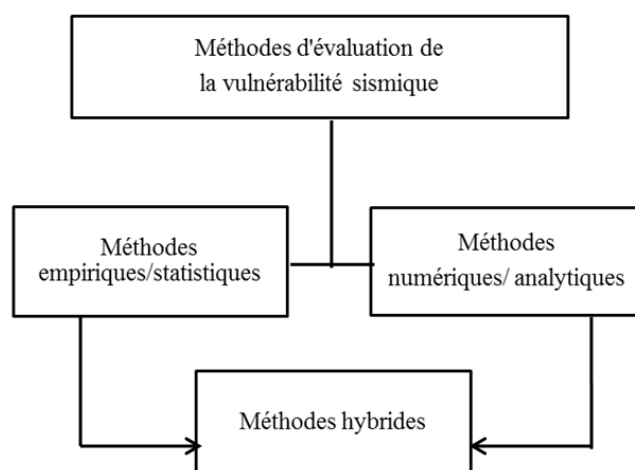 Méthodes d'évaluation de
la vulnérabilité sismique
Méthodes
empiriques/statistiques
Méthodes
numériques/ analytiques
Méthodes hybrides